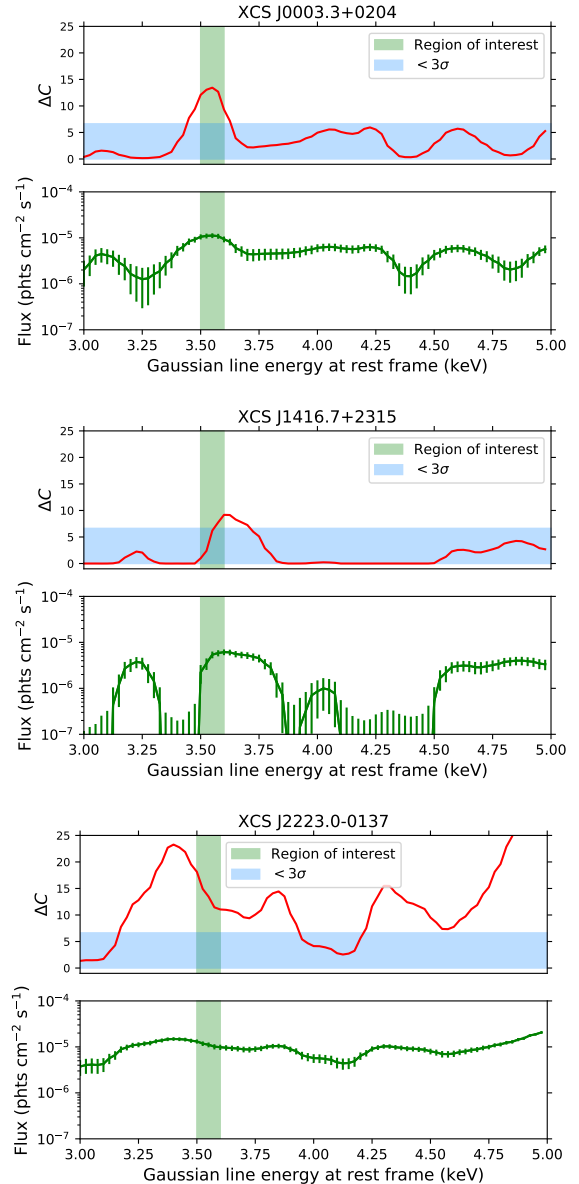 XCS J0003.3+0204
25
20
15
10
5
0
ΔC
Region of interest
< 3σ
10⁻⁴
10⁻⁵
10⁻⁶
10⁻⁷
Flux (phts cm⁻² s⁻¹)
3.00 3.25 3.50 3.75 4.00 4.25 4.50 4.75 5.00
Gaussian line energy at rest frame (keV)
XCS J1416.7+2315
25
20
15
10
5
0
ΔC
Region of interest
< 3σ
10⁻⁴
10⁻⁵
10⁻⁶
10⁻⁷
Flux (phts cm⁻² s⁻¹)
3.00 3.25 3.50 3.75 4.00 4.25 4.50 4.75 5.00
Gaussian line energy at rest frame (keV)
XCS J2223.0-0137
25
20
15
10
5
0
ΔC
Region of interest
< 3σ
10⁻⁴
10⁻⁵
10⁻⁶
10⁻⁷
Flux (phts cm⁻² s⁻¹)
3.00 3.25 3.50 3.75 4.00 4.25 4.50 4.75 5.00
Gaussian line energy at rest frame (keV)